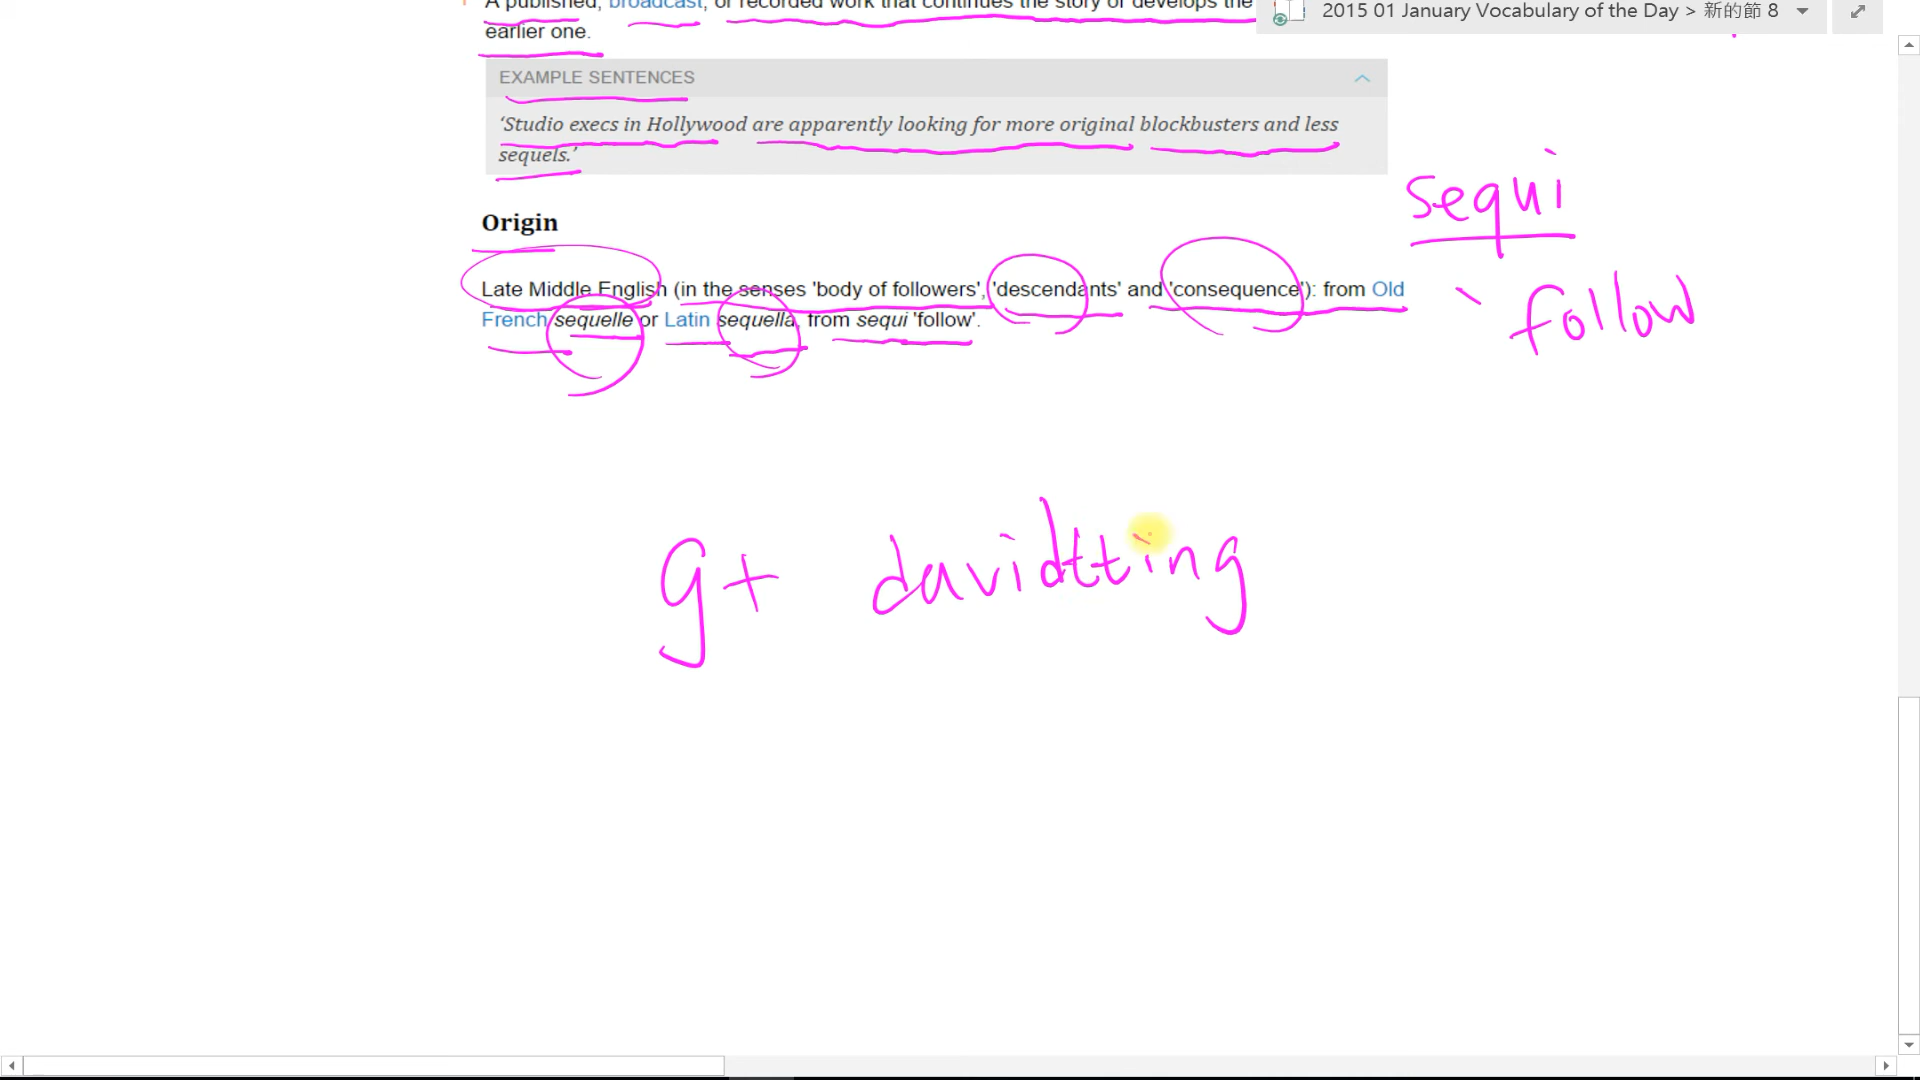 A published, broadcast, or recorded work that continues the story or develops the
earlier one.
2015 01 January Vocabulary of the Day > 新的節 8
EXAMPLE SENTENCES
‘Studio execs in Hollywood are apparently looking for more original blockbusters and less
sequels.’
Origin
Late Middle English (in the senses 'body of followers', 'descendants' and 'consequence'): from Old
French sequelle or Latin sequella, from sequi 'follow'.
sequi
follow
g+ davidtting